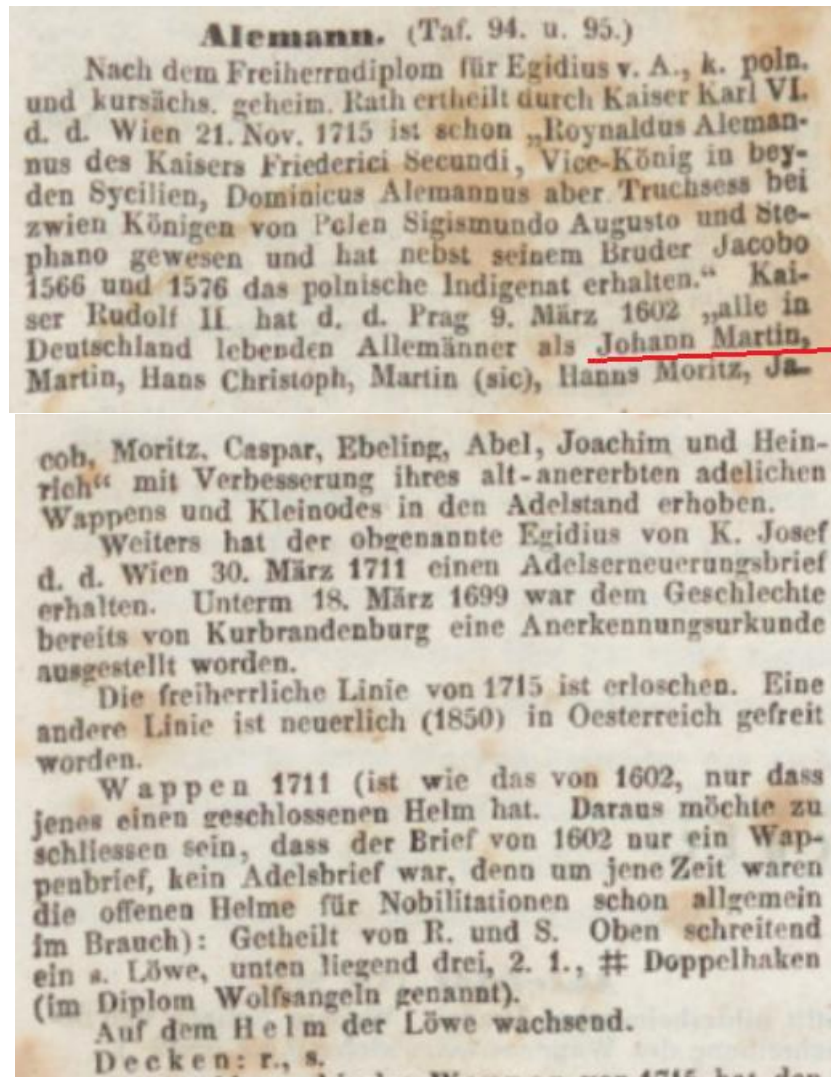 Alemann. (Taf. 94. u. 95.)
Nach dem Freiherrndiplom für Egidius v. A., k. poln.
und kursächs. geheim. Rath ertheilt durch Kaiser Karl VI.
d. d. Wien 21. Nov. 1715 ist schon „Roynaldus Aleman-
nus des Kaisers Friederici Secundi, Vice-König in bey-
den Sycilien, Dominicus Alemannus aber Truchsess bei
zwien Königen von Polen Sigismundo Augusto und Ste-
phano gewesen und hat nebst seinem Bruder Jacobo
1566 und 1576 das polnische Indigenat erhalten.“ Kai-
ser Rudolf II. hat d. d. Prag 9. März 1602 „alle in
Deutschland lebenden Allemänner als Johann Martin,
Martin, Hans Christoph, Martin (sic), Hanns Moritz, Ja-
cob, Moritz, Caspar, Ebeling, Abel, Joachim und Hein-
rich“ mit Verbesserung ihres alt-anererbten adelichen
Wappens und Kleinodes in den Adelstand erhoben.
Weiters hat der obgenannte Egidius von K. Josef
d. d. Wien 30. März 1711 einen Adelserneuerungsbrief
erhalten. Unterm 18. März 1699 war dem Geschlechte
bereits von Kurbrandenburg eine Anerkennungsurkunde
ausgestellt worden.
Die freiherrliche Linie von 1715 ist erloschen. Eine
andere Linie ist neuerlich (1850) in Oesterreich gefreit
worden.
Wappen 1711 (ist wie das von 1602, nur dass
jenes einen geschlossenen Helm hat. Daraus möchte zu
schliessen sein, dass der Brief von 1602 nur ein Wap-
penbrief, kein Adelsbrief war, denn um jene Zeit waren
die offenen Helme für Nobilitationen schon allgemein
im Brauch): Getheilt von R. und S. Oben schreitend
ein s. Löwe, unten liegend drei, 2. 1., ⌗ Doppelhaken
(im Diplom Wolfsangeln genannt).
Auf dem Helm der Löwe wachsend.
Decken: r., s.
von 1715 hat den